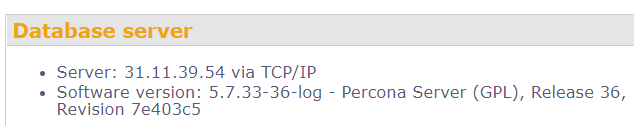 Database server
Server: 31.11.39.54 via TCP/IP
Software version: 5.7.33-36-log - Percona Server (GPL), Release 36,
Revision 7e403c5